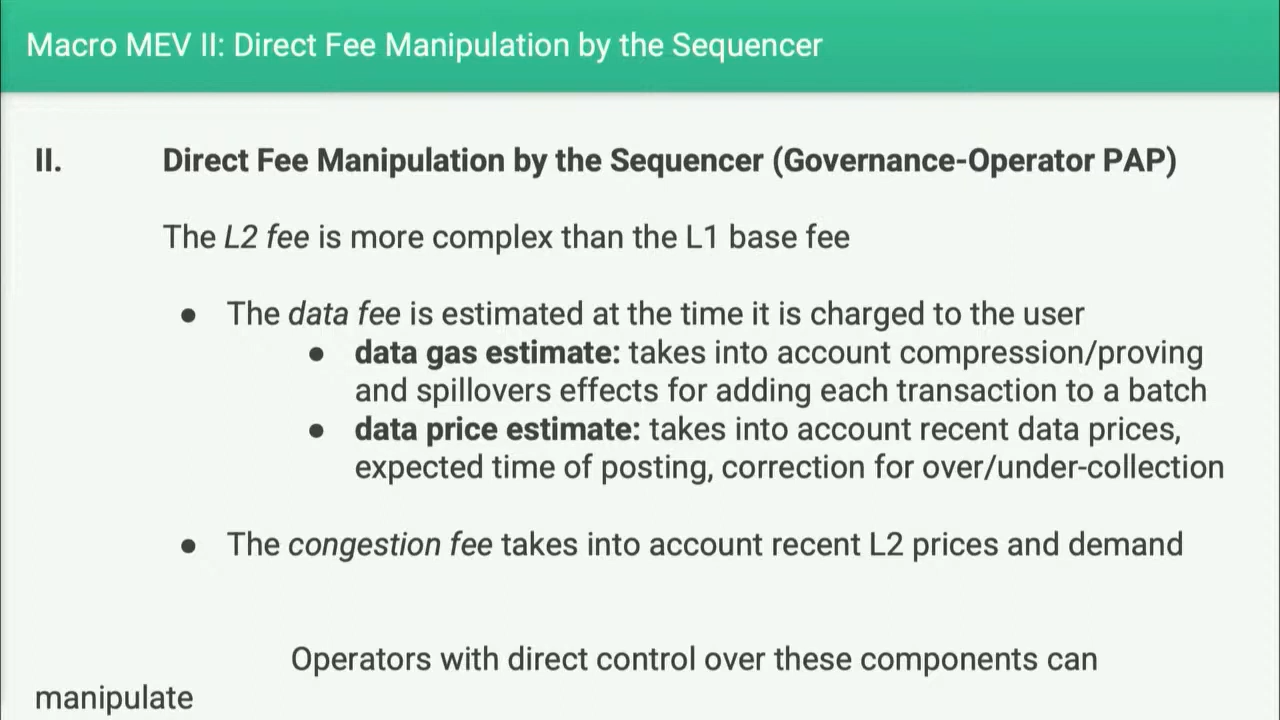 Macro MEV II: Direct Fee Manipulation by the Sequencer
II. Direct Fee Manipulation by the Sequencer (Governance-Operator PAP)
The L2 fee is more complex than the L1 base fee
● The data fee is estimated at the time it is charged to the user
● data gas estimate: takes into account compression/proving
and spillovers effects for adding each transaction to a batch
● data price estimate: takes into account recent data prices,
expected time of posting, correction for over/under-collection
● The congestion fee takes into account recent L2 prices and demand
Operators with direct control over these components can
manipulate